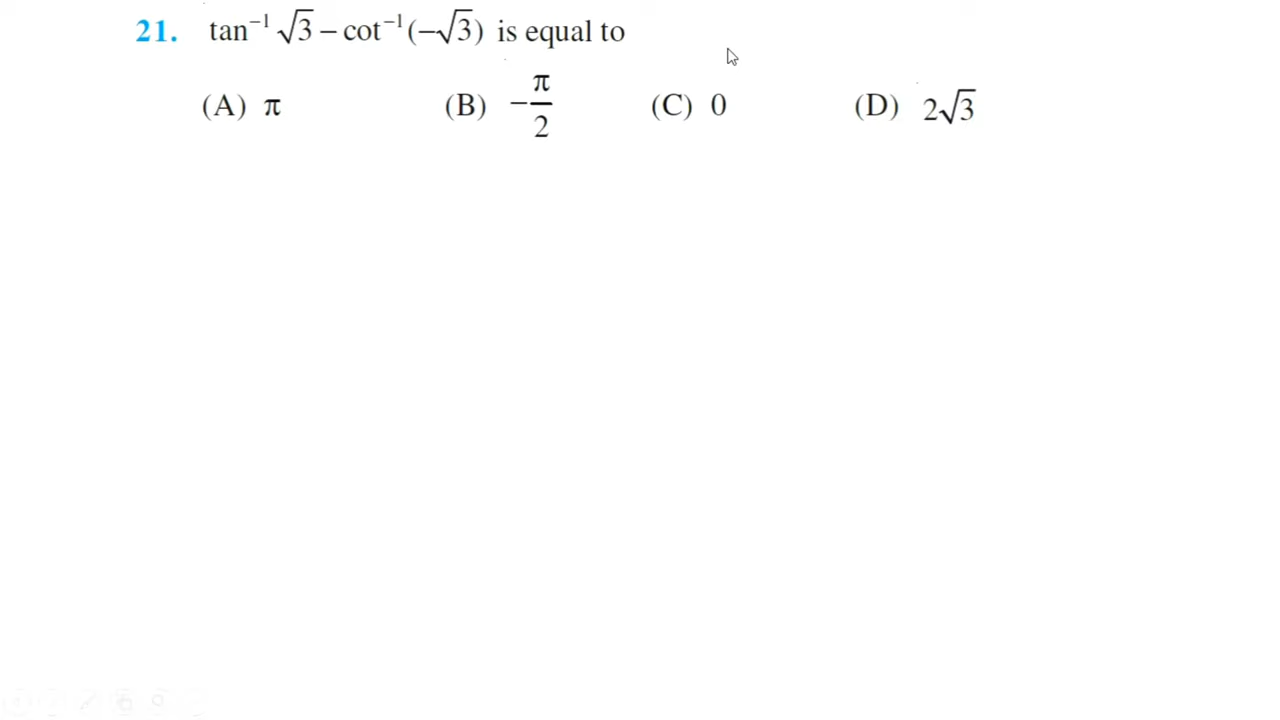 21. tan⁻¹ √3 – cot⁻¹ (–√3) is equal to
(A) π (B) –π/2 (C) 0 (D) 2√3